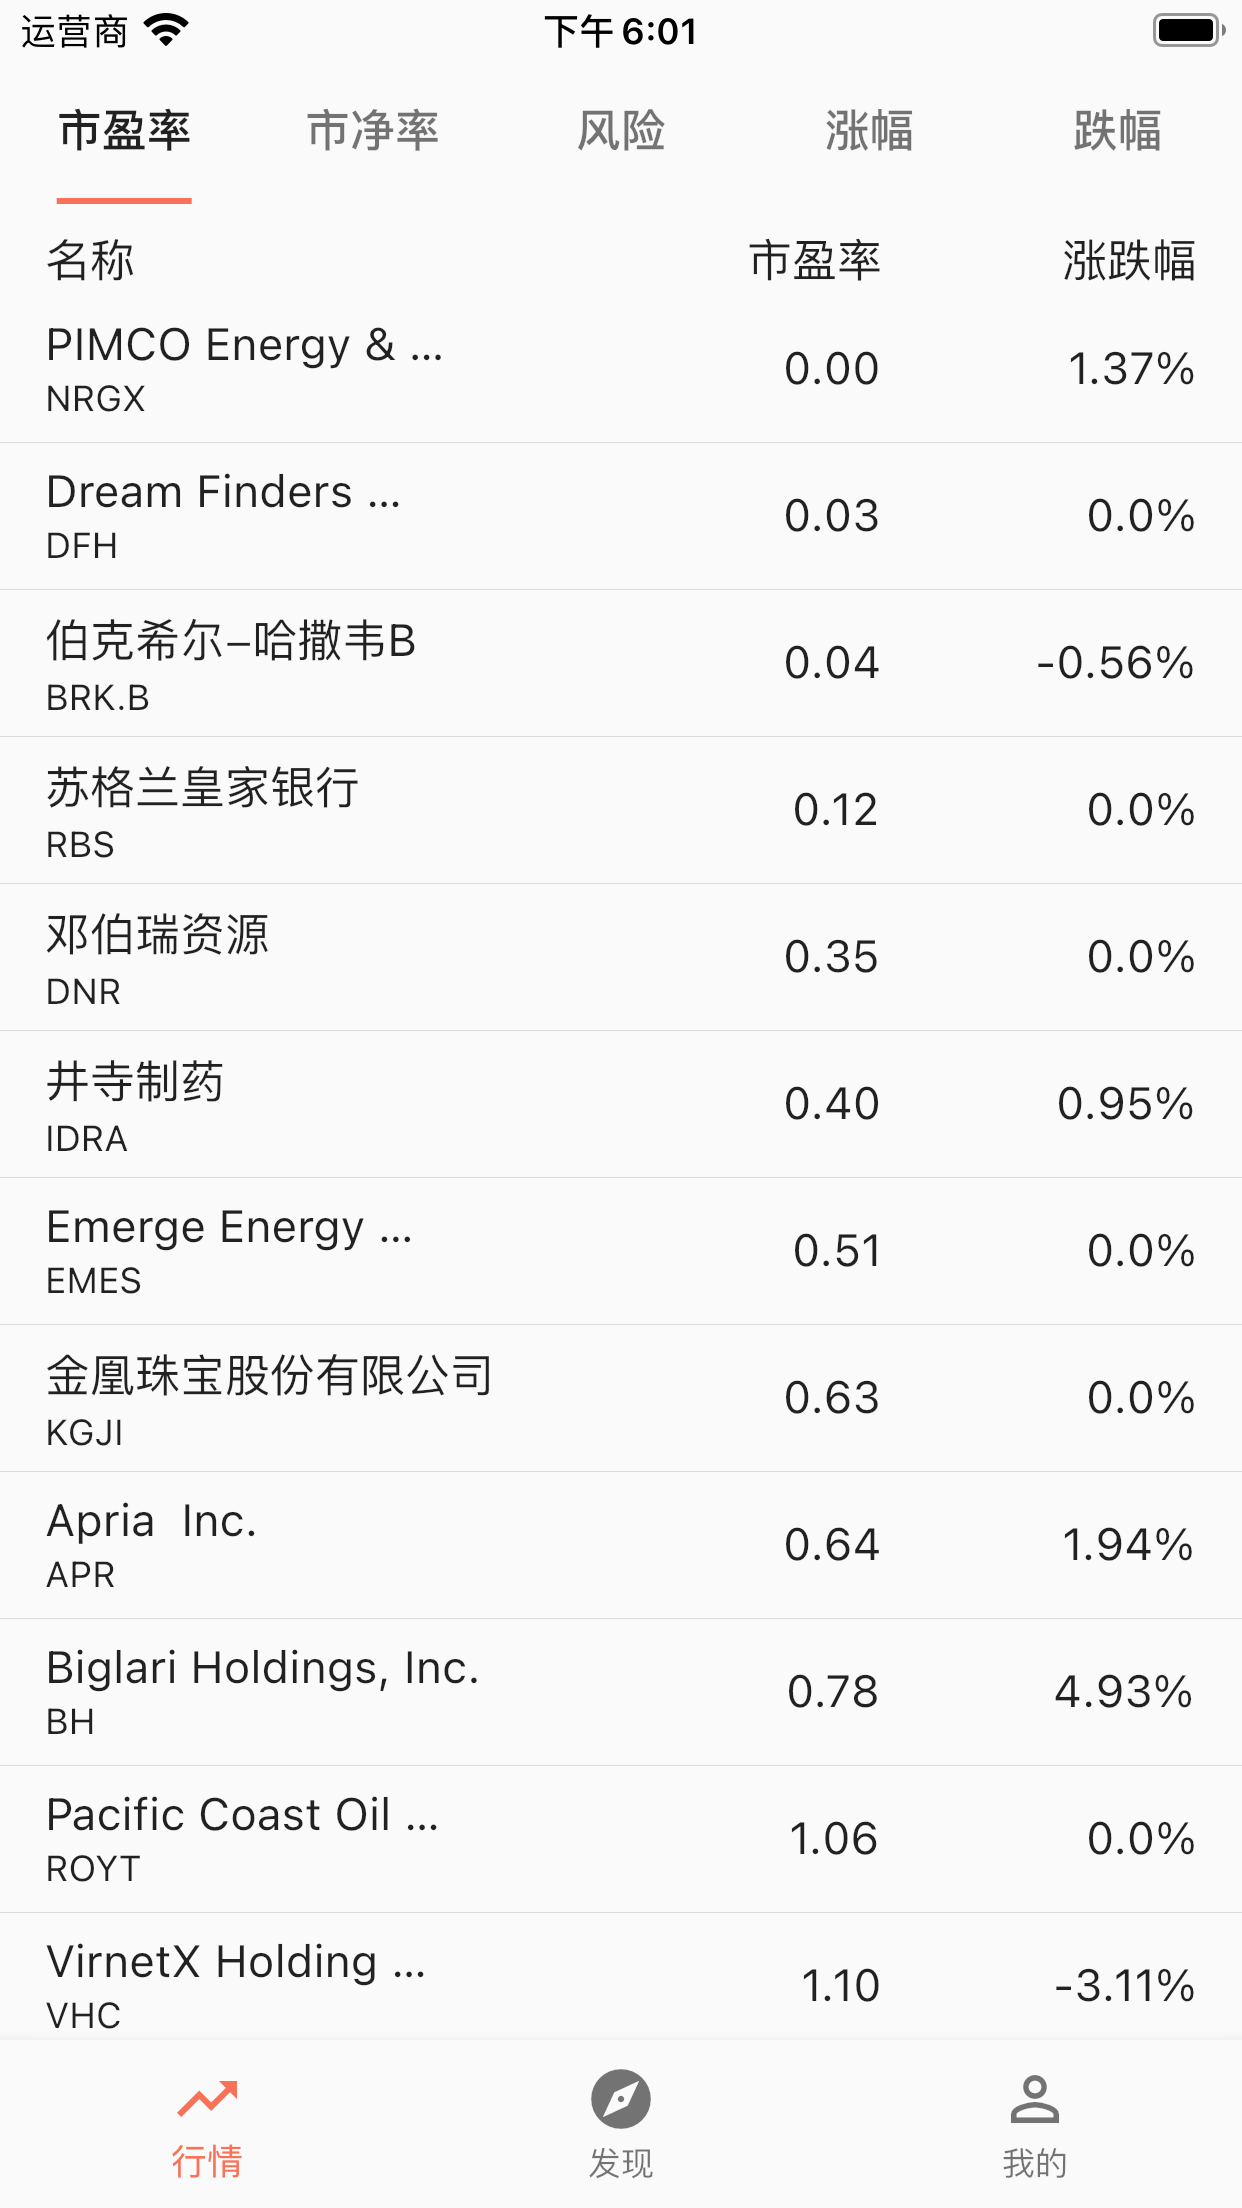 运营商 下午 6:01
市盈率 市净率 风险 涨幅 跌幅
名称 市盈率 涨跌幅
PIMCO Energy & ...
NRGX 0.00 1.37%
Dream Finders ...
DFH 0.03 0.0%
伯克希尔-哈撒韦B
BRK.B 0.04 -0.56%
苏格兰皇家银行
RBS 0.12 0.0%
邓伯瑞资源
DNR 0.35 0.0%
井寺制药
IDRA 0.40 0.95%
Emerge Energy ...
EMES 0.51 0.0%
金凰珠宝股份有限公司
KGJI 0.63 0.0%
Apria  Inc.
APR 0.64 1.94%
Biglari Holdings, Inc.
BH 0.78 4.93%
Pacific Coast Oil ...
ROYT 1.06 0.0%
VirnetX Holding ...
VHC 1.10 -3.11%
行情 发现 我的